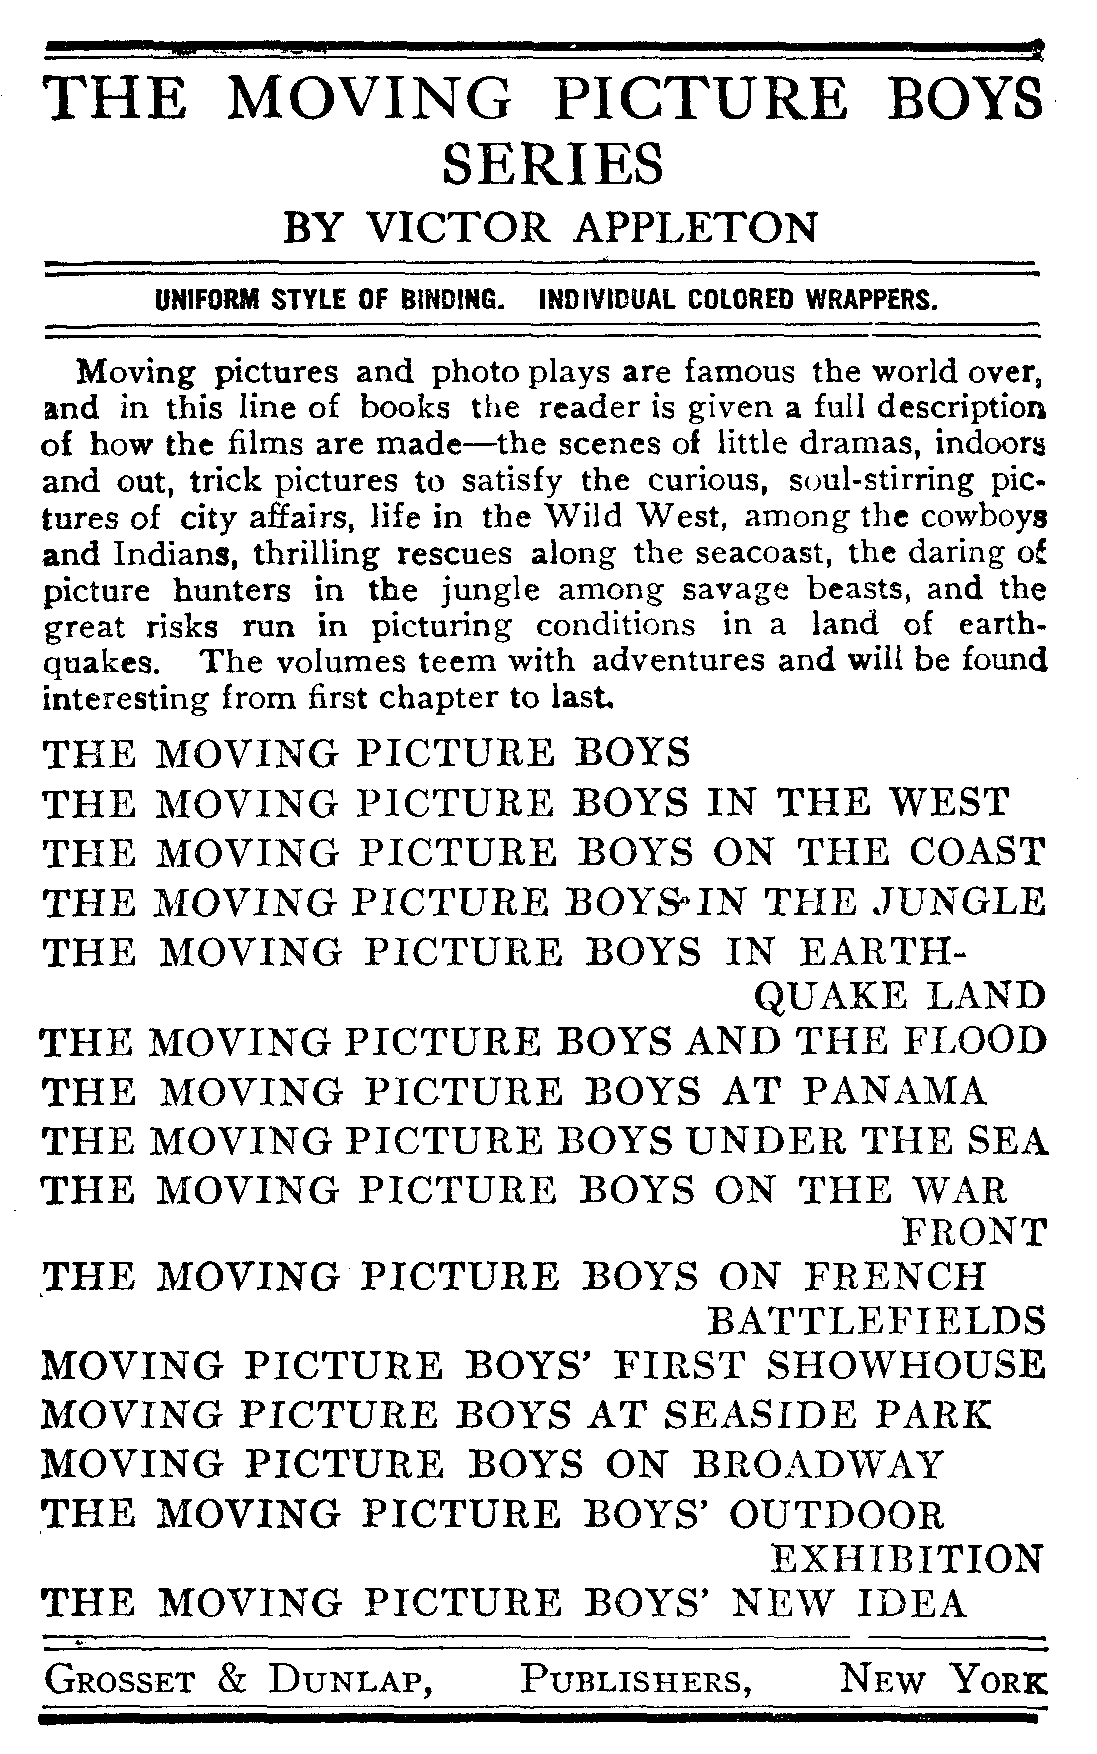 THE MOVING PICTURE BOYS
SERIES
BY VICTOR APPLETON
UNIFORM STYLE OF BINDING. INDIVIDUAL COLORED WRAPPERS.
Moving pictures and photo plays are famous the world over,
and in this line of books the reader is given a full description
of how the films are made—the scenes of little dramas, indoors
and out, trick pictures to satisfy the curious, soul-stirring pic-
tures of city affairs, life in the Wild West, among the cowboys
and Indians, thrilling rescues along the seacoast, the daring of
picture hunters in the jungle among savage beasts, and the
great risks run in picturing conditions in a land of earth-
quakes. The volumes teem with adventures and will be found
interesting from first chapter to last.
THE MOVING PICTURE BOYS
THE MOVING PICTURE BOYS IN THE WEST
THE MOVING PICTURE BOYS ON THE COAST
THE MOVING PICTURE BOYS IN THE JUNGLE
THE MOVING PICTURE BOYS IN EARTH-
QUAKE LAND
THE MOVING PICTURE BOYS AND THE FLOOD
THE MOVING PICTURE BOYS AT PANAMA
THE MOVING PICTURE BOYS UNDER THE SEA
THE MOVING PICTURE BOYS ON THE WAR
FRONT
THE MOVING PICTURE BOYS ON FRENCH
BATTLEFIELDS
MOVING PICTURE BOYS' FIRST SHOWHOUSE
MOVING PICTURE BOYS AT SEASIDE PARK
MOVING PICTURE BOYS ON BROADWAY
THE MOVING PICTURE BOYS' OUTDOOR
EXHIBITION
THE MOVING PICTURE BOYS' NEW IDEA
GROSSET & DUNLAP, PUBLISHERS, NEW YORK